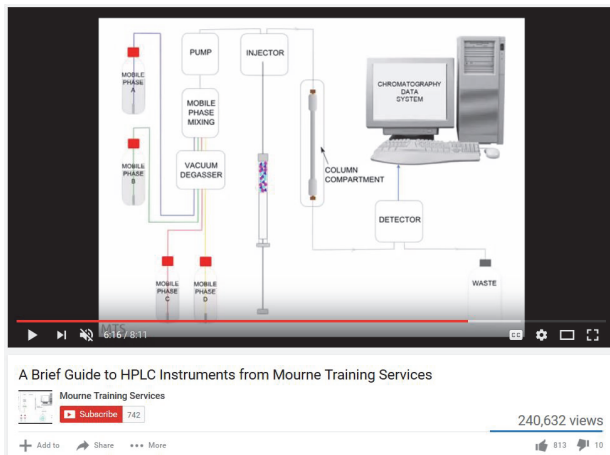 PUMP
INJECTOR
MOBILE
PHASE
A
CHROMATOGRAPHY
DATA
SYSTEM
MOBILE
PHASE
MIXING
MOBILE
PHASE
B
VACUUM
DEGASSER
COLUMN
COMPARTMENT
DETECTOR
MOBILE
PHASE
C
MOBILE
PHASE
D
WASTE
MTS
6:16 / 8:11
CC
A Brief Guide to HPLC Instruments from Mourne Training Services
Mourne Training Services
Subscribe 742
240,632 views
Add to Share More 813 10